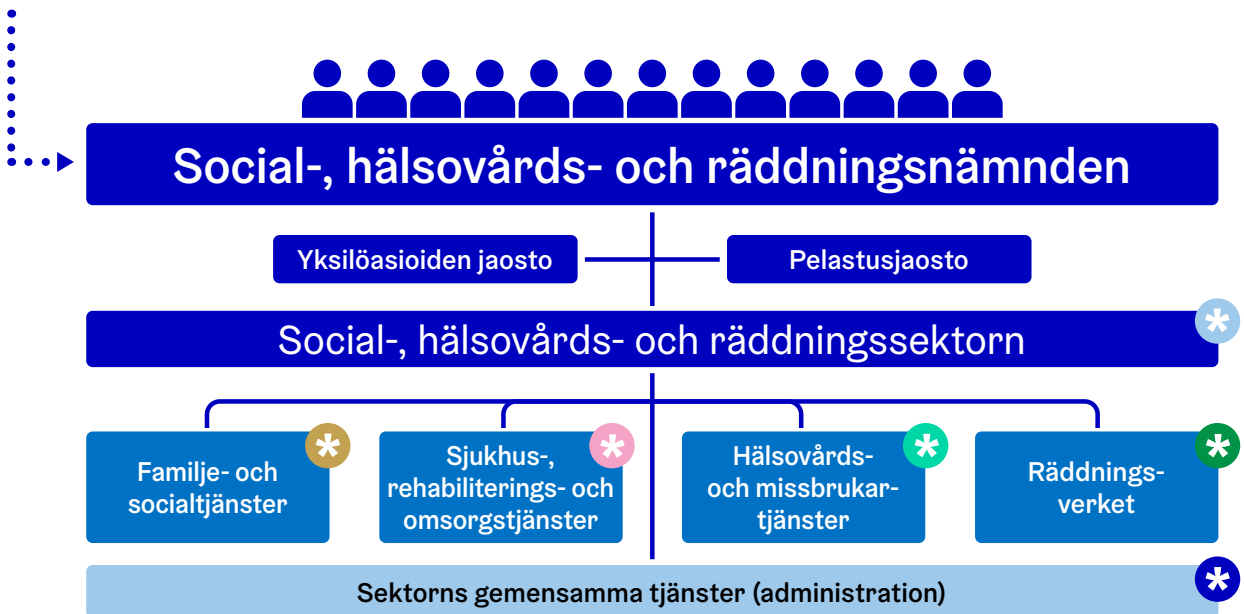 Social-, hälsovårds- och räddningsnämnden
Yksilöasioiden jaosto
Pelastusjaosto
Social-, hälsovårds- och räddningssektorn
*
Familje- och
socialtjänster
*
Sjukhus-,
rehabiliterings- och
omsorgstjänster
*
Hälsovårds-
och missbrukar-
tjänster
*
Räddnings-
verket
*
Sektorns gemensamma tjänster (administration)
*